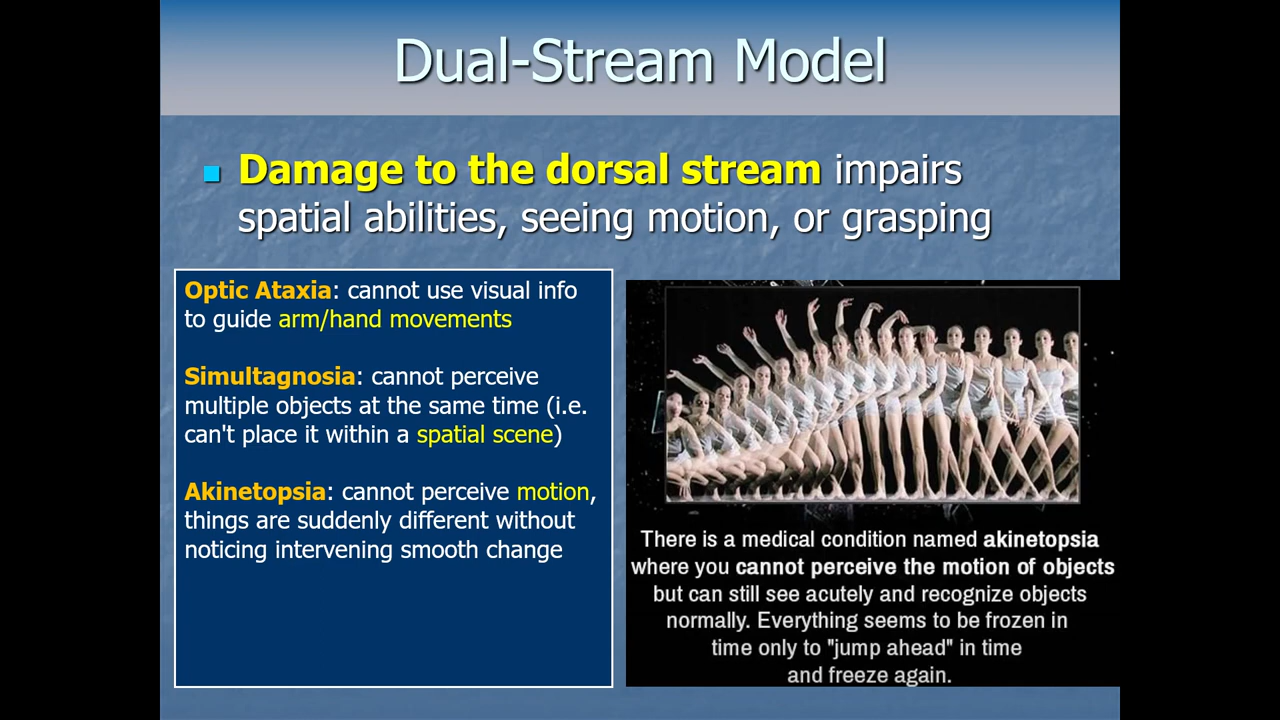 Dual-Stream Model
Damage to the dorsal stream impairs
spatial abilities, seeing motion, or grasping
Optic Ataxia: cannot use visual info
to guide arm/hand movements
Simultagnosia: cannot perceive
multiple objects at the same time (i.e.
can't place it within a spatial scene)
Akinetopsia: cannot perceive motion,
things are suddenly different without
noticing intervening smooth change
There is a medical condition named akinetopsia
where you cannot perceive the motion of objects
but can still see acutely and recognize objects
normally. Everything seems to be frozen in
time only to "jump ahead" in time
and freeze again.